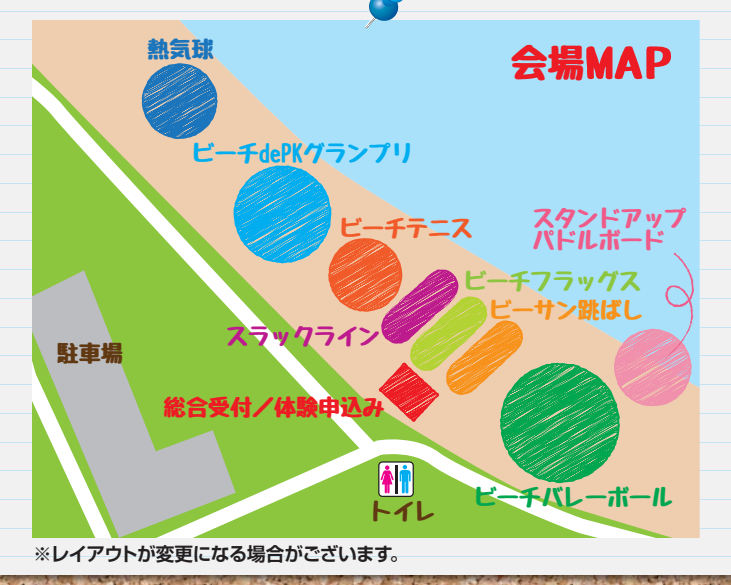 会場MAP
熱気球
ビーチdePKグランプリ
ビーチテニス
スタンドアップ
パドルボード
ビーチフラッグス
ビーサン跳ばし
スラックライン
駐車場
総合受付／体験申込み
トイレ
ビーチバレーボール
※レイアウトが変更になる場合がございます。